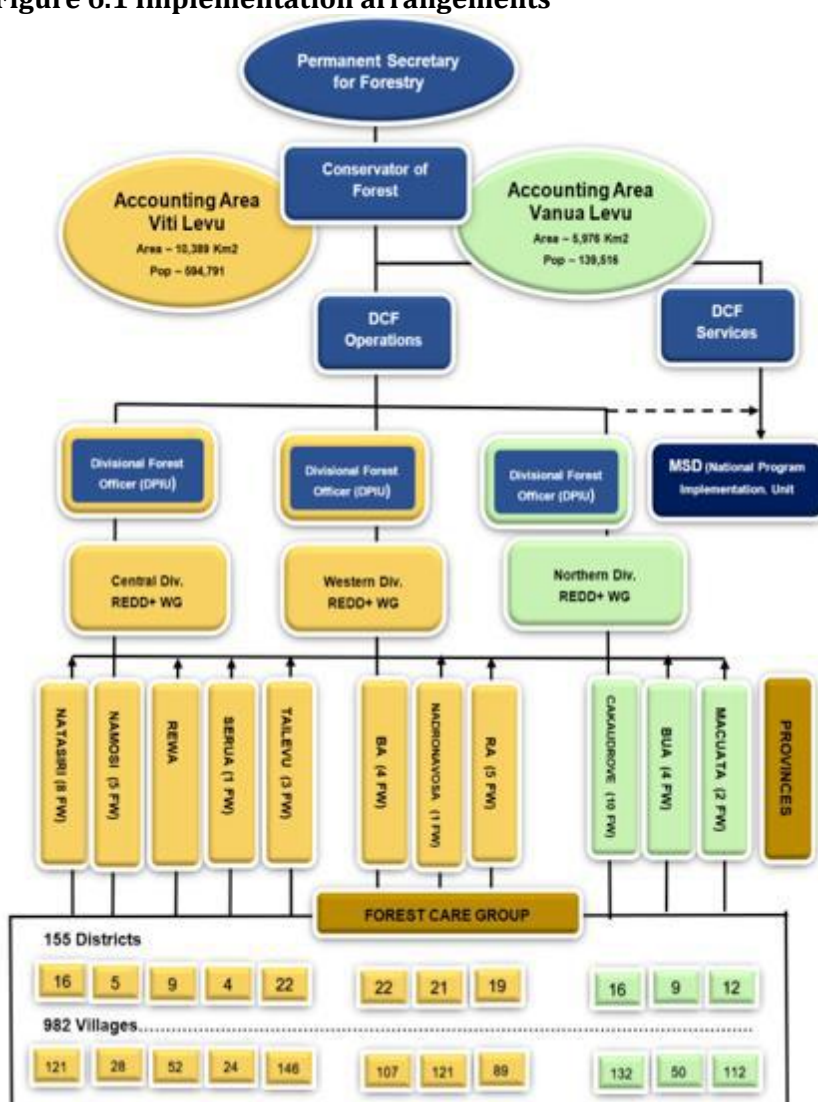 Figure 6.1 Implementation arrangements
Permanent Secretary
for Forestry
Conservator of
Forest
Accounting Area
Viti Levu
Area – 10,389 Km2
Pop – 594,791
Accounting Area
Vanua Levu
Area – 5,976 Km2
Pop – 139,516
DCF
Operations
DCF
Services
Divisional Forest
Officer (DPIU)
Divisional Forest
Officer (DPIU)
Divisional Forest
Officer (DPIU)
MSD (National Program
Implementation. Unit
Central Div.
REDD+ WG
Western Div.
REDD+ WG
Northern Div.
REDD+ WG
NATASIRI (8 FW)
NAMOSI (5 FW)
REWA
SERUA (1 FW)
TAILEVU (3 FW)
BA (4 FW)
NADRONAVOSA (1 FW)
RA (5 FW)
CAKAUDROVE (10 FW)
BUA (4 FW)
MACUATA (2 FW)
PROVINCES
FOREST CARE GROUP
155 Districts
16 5 9 4 22 22 21 19 16 9 12
982 Villages
121 28 52 24 146 107 121 89 132 50 112